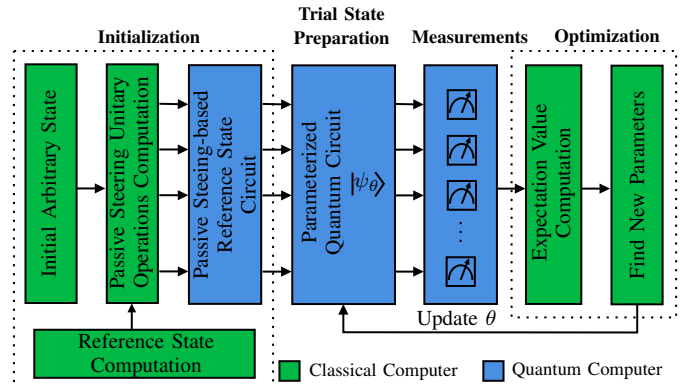 Initialization
Trial State
Preparation
Measurements
Optimization
Initial Arbitrary State
Passive Steering Unitary
Operations Computation
Passive Steeing-based
Reference State
Circuit
Parameterized
Quantum Circuit
|ψθ⟩
Expectation Value
Computation
Find New Parameters
Update θ
Reference State
Computation
Classical Computer
Quantum Computer